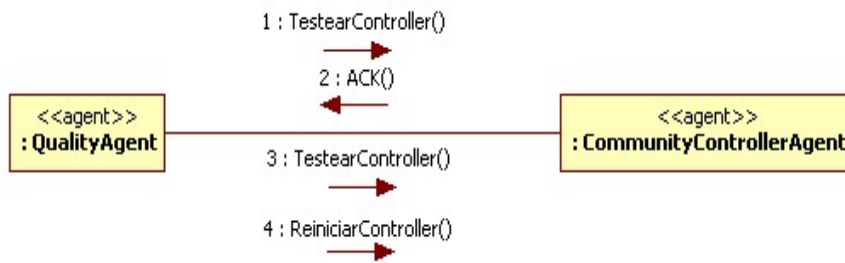 1 : TestearController()
2 : ACK()
<<agent>>
: QualityAgent
<<agent>>
: CommunityControllerAgent
3 : TestearController()
4 : ReiniciarController()